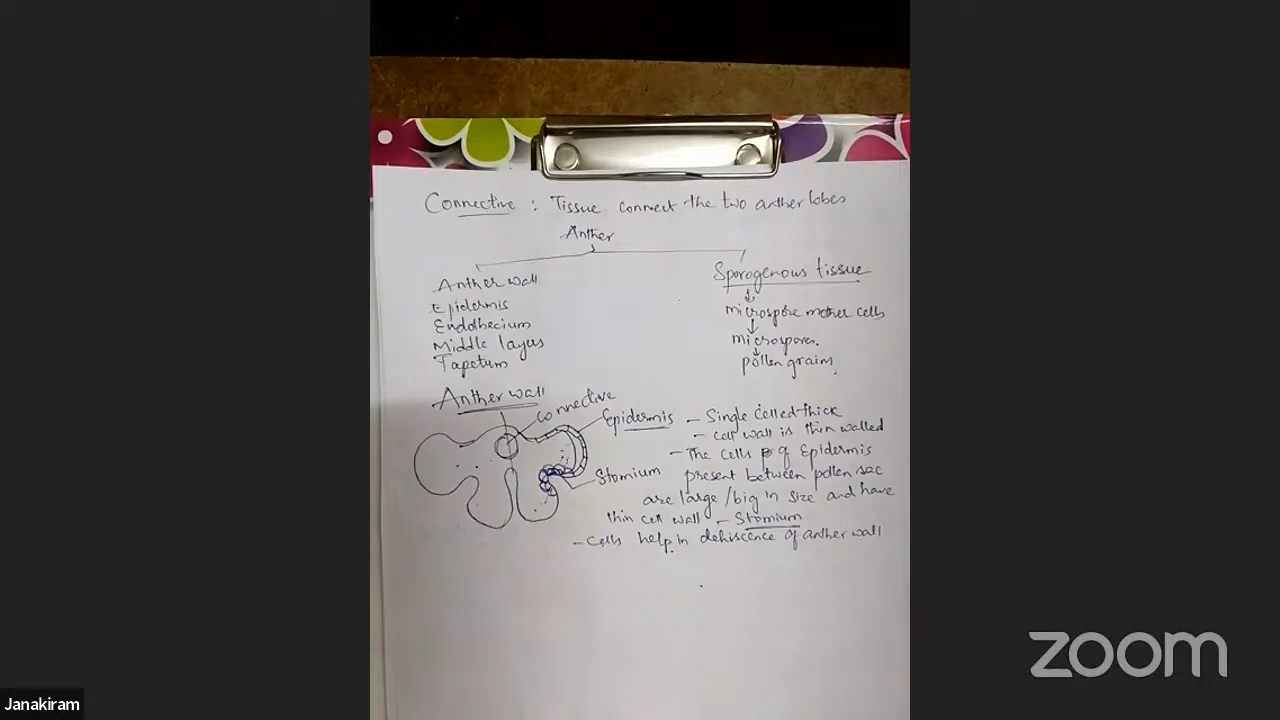 Connective : Tissue connect the two anther lobes
Anther
Anther wall
Epidermis
Endothecium
Middle layers
Tapetum
Sporogenous tissue
microspore mother cells
microspores.
pollen grains
Anther wall
connective
Epidermis - Single celled thick
- cell wall is thin walled
- The cells of Epidermis
present between pollen sac
are large/big in size and have
thin cell wall - Stomium
Stomium
- Cells help in dehiscence of anther wall
zoom
Janakiram